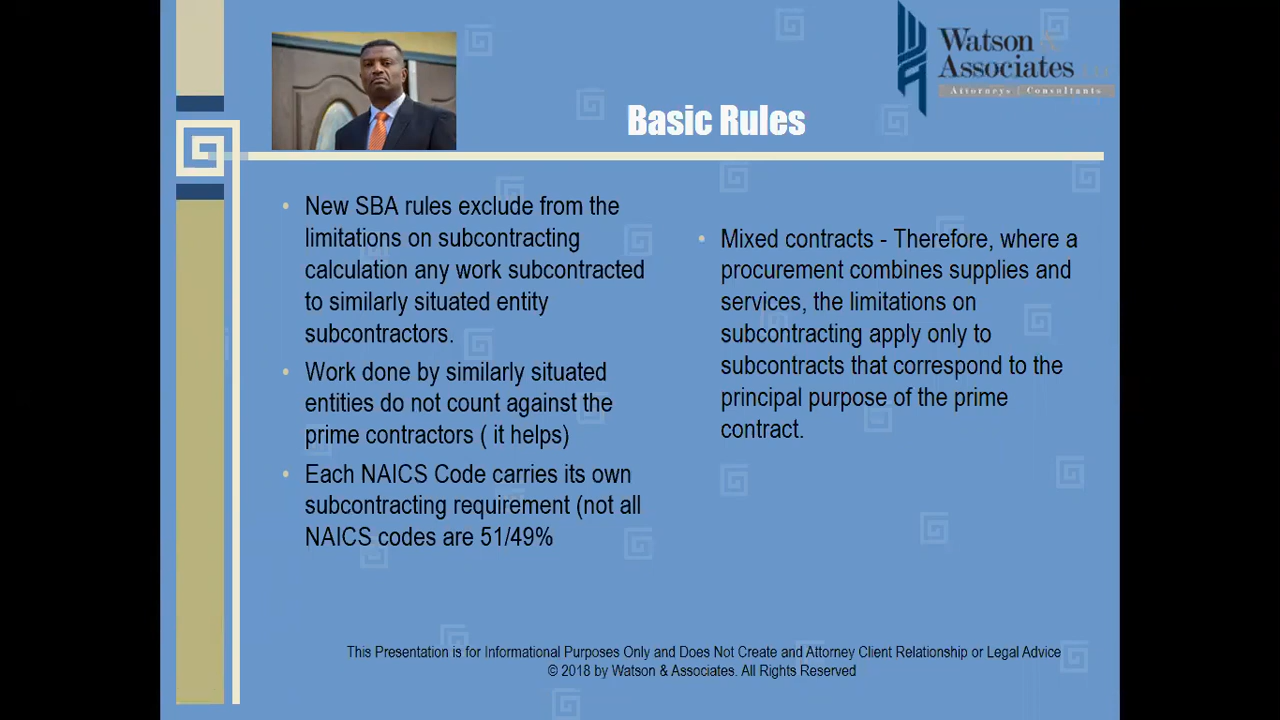 Watson &
Associates LLC
Attorneys | Consultants
Basic Rules
• New SBA rules exclude from the
limitations on subcontracting
calculation any work subcontracted
to similarly situated entity
subcontractors.
• Work done by similarly situated
entities do not count against the
prime contractors ( it helps)
• Each NAICS Code carries its own
subcontracting requirement (not all
NAICS codes are 51/49%
• Mixed contracts - Therefore, where a
procurement combines supplies and
services, the limitations on
subcontracting apply only to
subcontracts that correspond to the
principal purpose of the prime
contract.
This Presentation is for Informational Purposes Only and Does Not Create and Attorney Client Relationship or Legal Advice
© 2018 by Watson & Associates. All Rights Reserved